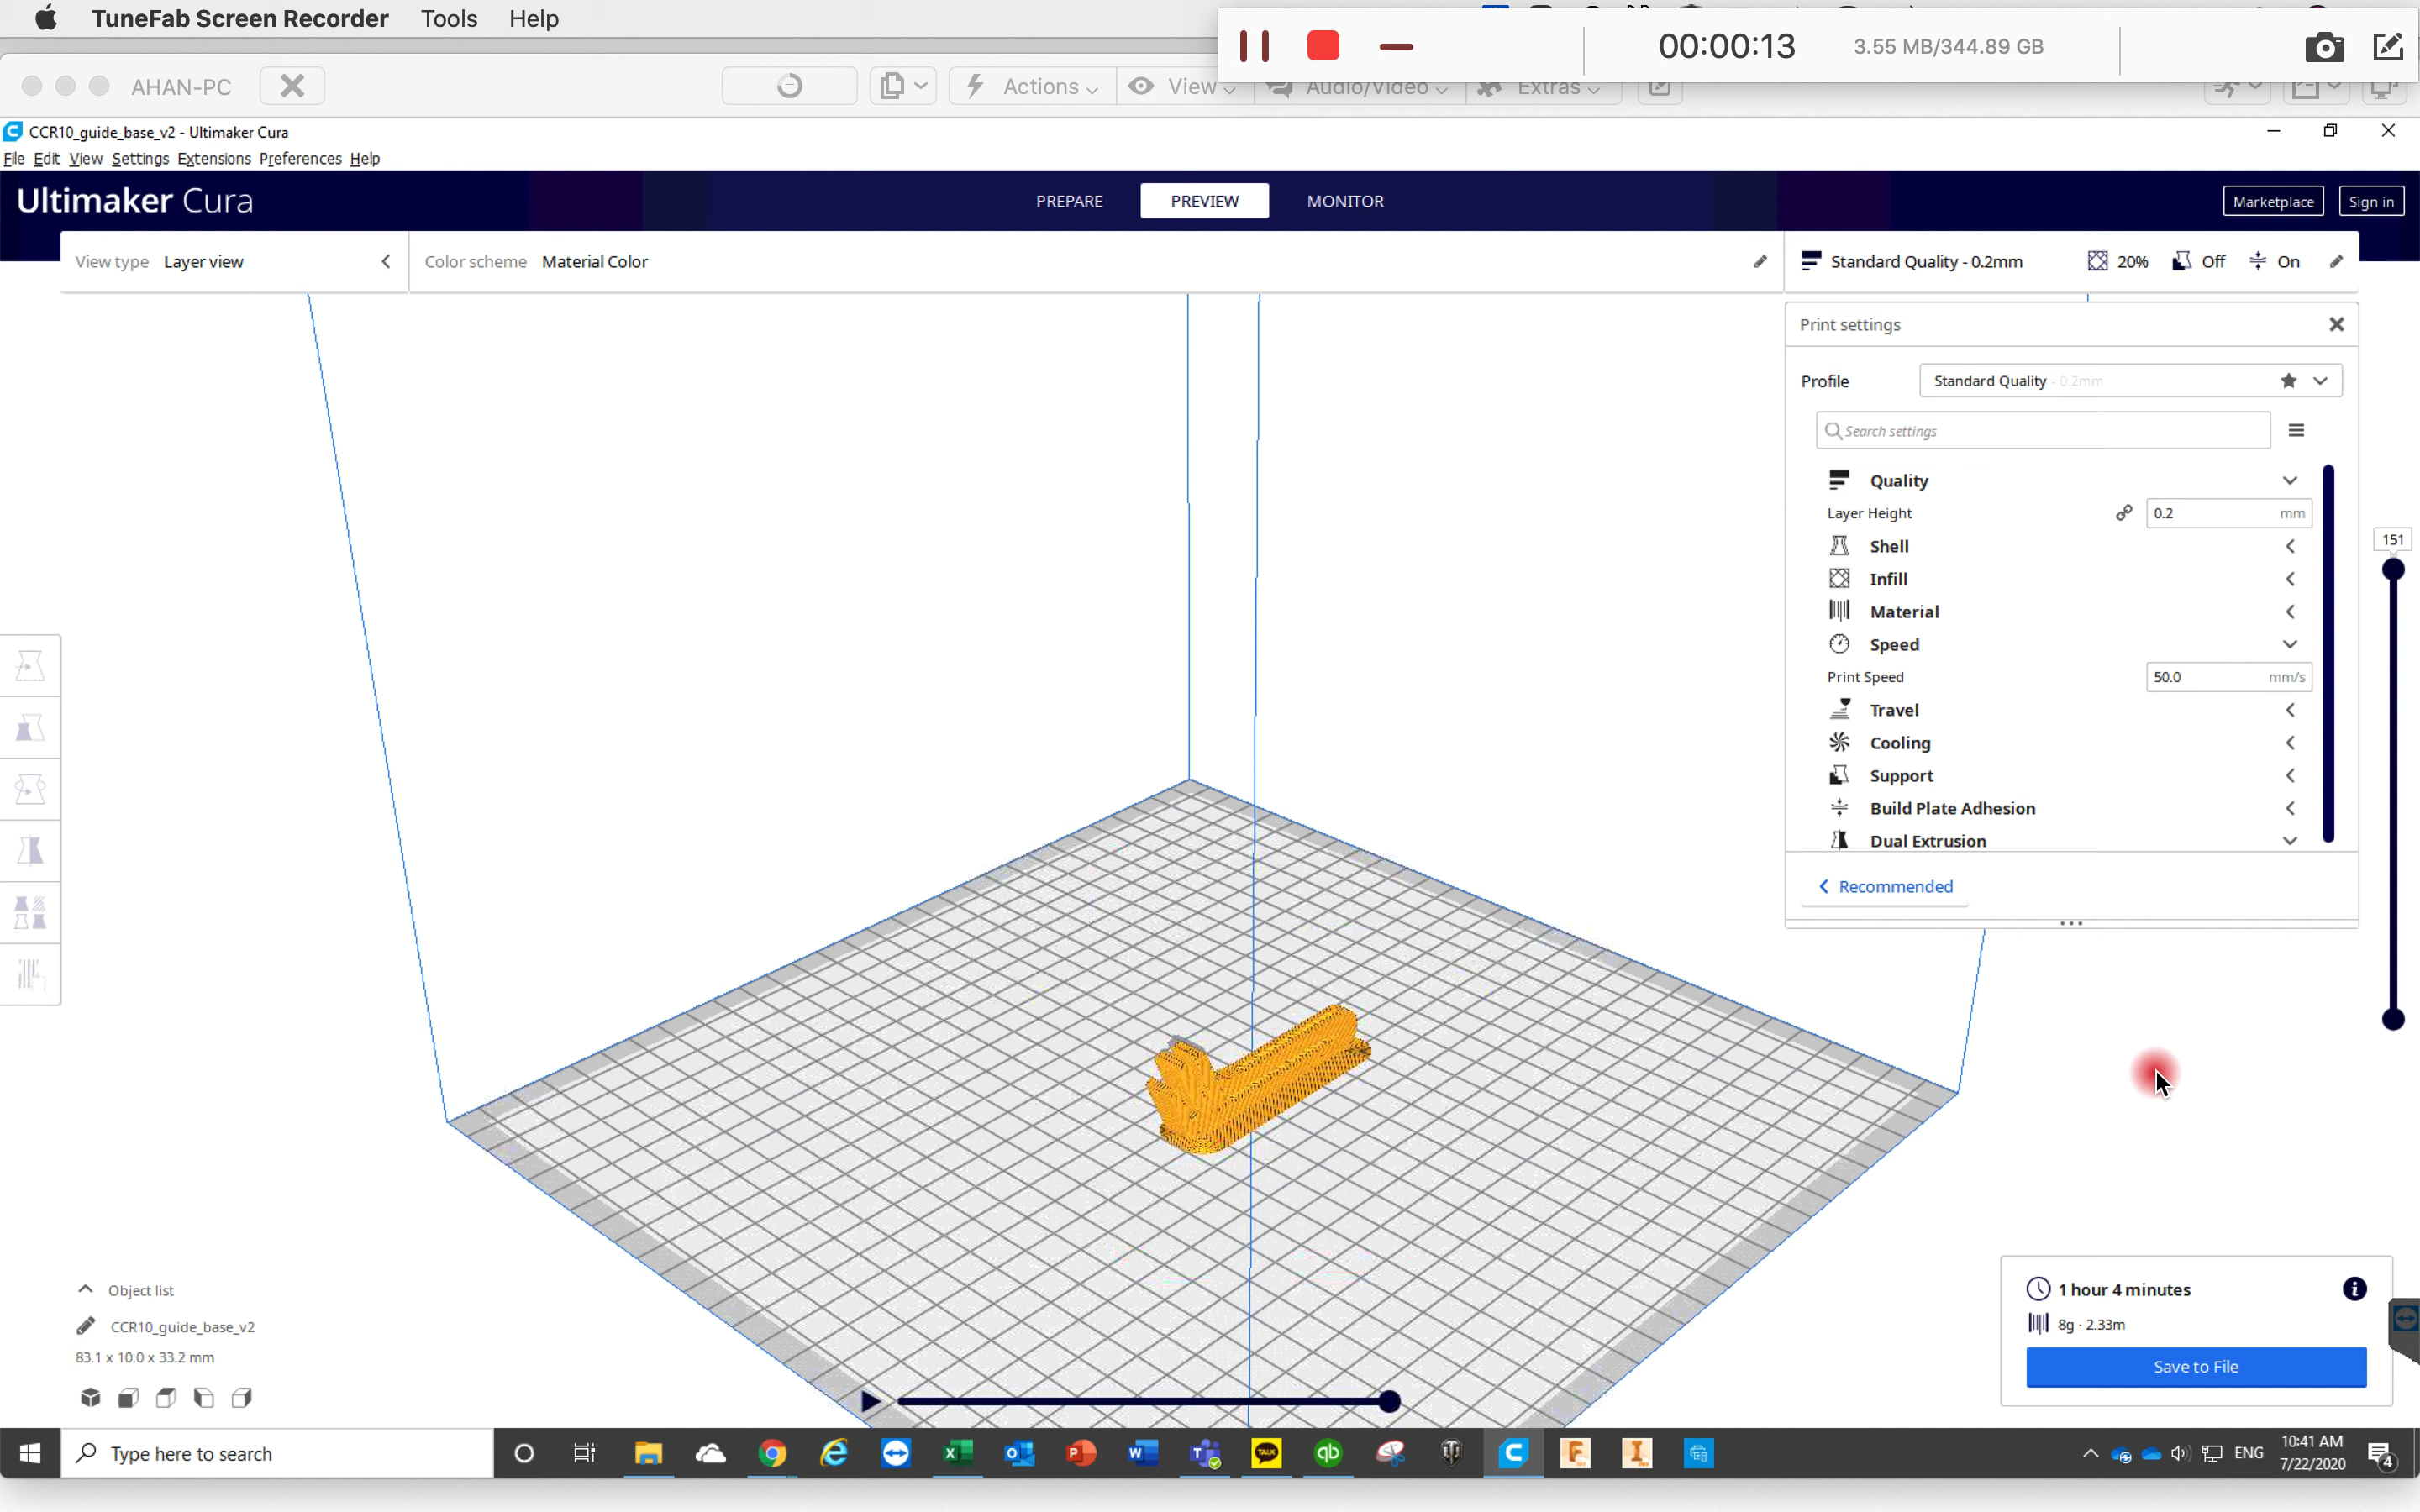 TuneFab Screen Recorder Tools Help
00:00:13 3.55 MB/344.89 GB
AHAN-PC Actions View Audio/Video Extras
CCR10_guide_base_v2 - Ultimaker Cura
File Edit View Settings Extensions Preferences Help
Ultimaker Cura PREPARE PREVIEW MONITOR Marketplace Sign in
View type Layer view Color scheme Material Color Standard Quality - 0.2mm 20% Off On
Print settings
Profile Standard Quality - 0.2mm
Search settings
Quality
Layer Height 0.2 mm
151
Shell
Infill
Material
Speed
Print Speed 50.0 mm/s
Travel
Cooling
Support
Build Plate Adhesion
Dual Extrusion
Recommended
Object list
CCR10_guide_base_v2
83.1 x 10.0 x 33.2 mm
1 hour 4 minutes
8g · 2.33m
Save to File
Type here to search
TALK
qb
ENG
10:41 AM
7/22/2020
4